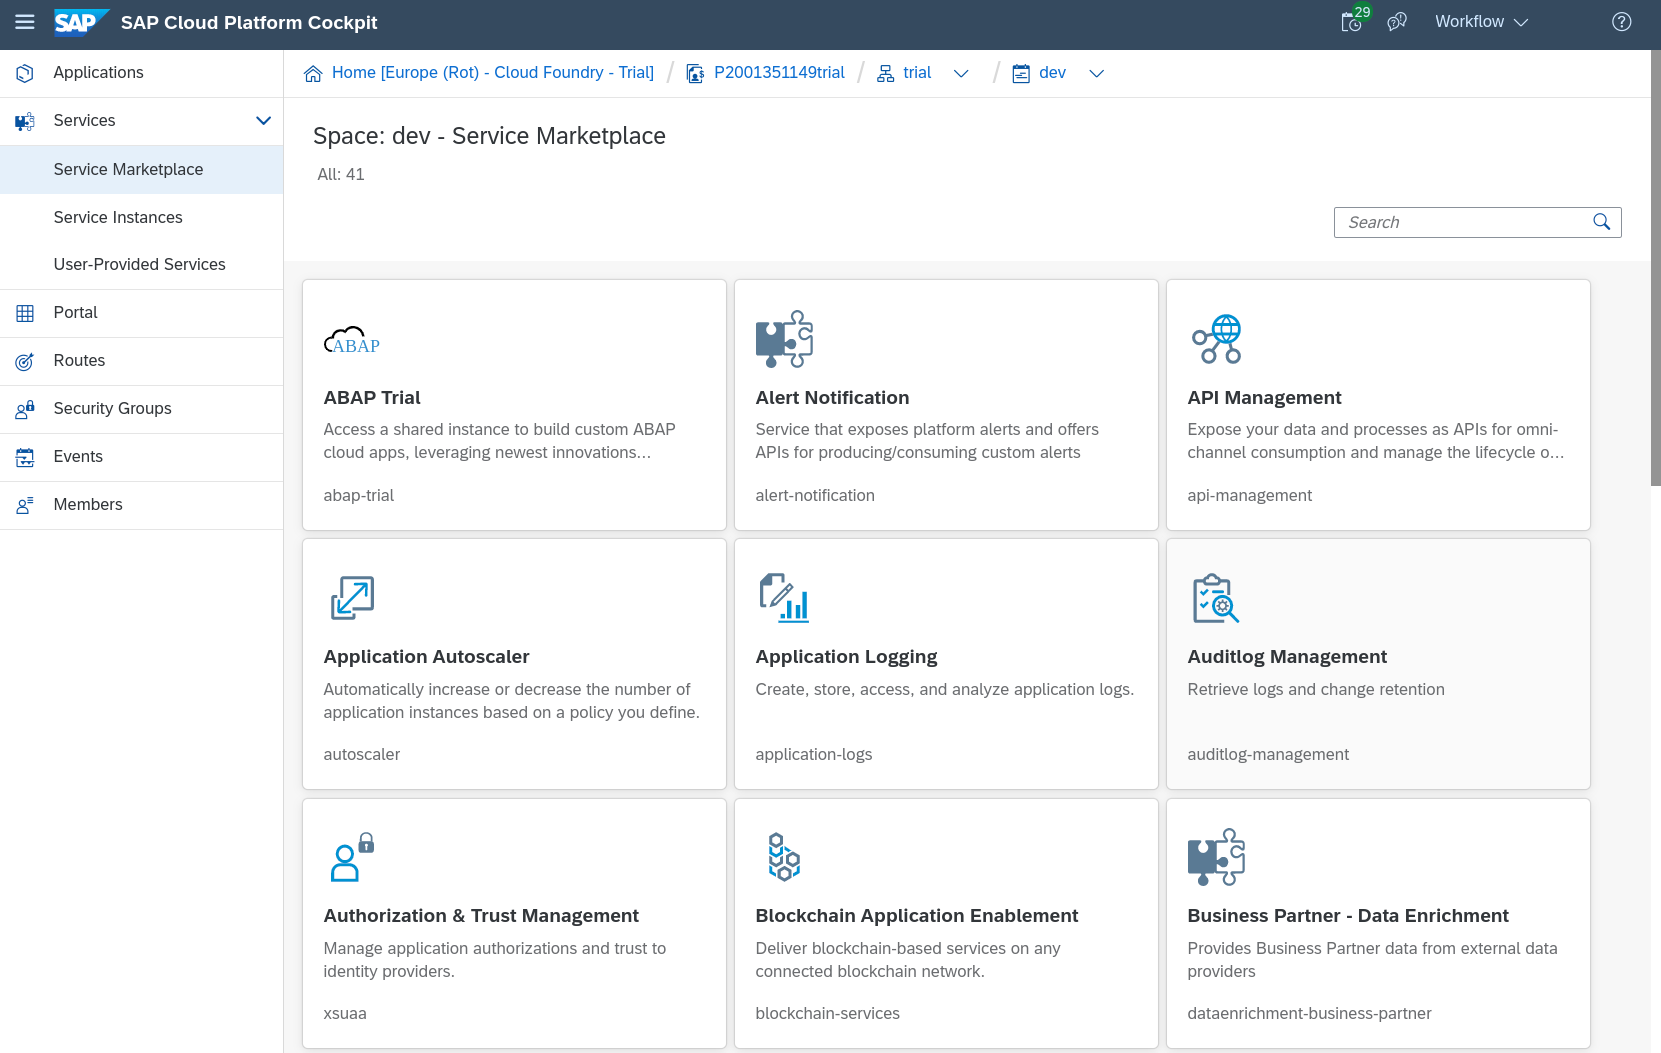 SAP SAP Cloud Platform Cockpit
29
Workflow
Applications
Services
Service Marketplace
Service Instances
User-Provided Services
Portal
Routes
Security Groups
Events
Members
Home [Europe (Rot) - Cloud Foundry - Trial] / P2001351149trial / trial / dev
Space: dev - Service Marketplace
All: 41
Search
ABAP
ABAP Trial
Access a shared instance to build custom ABAP
cloud apps, leveraging newest innovations...
abap-trial
Alert Notification
Service that exposes platform alerts and offers
APIs for producing/consuming custom alerts
alert-notification
API Management
Expose your data and processes as APIs for omni-
channel consumption and manage the lifecycle o...
api-management
Application Autoscaler
Automatically increase or decrease the number of
application instances based on a policy you define.
autoscaler
Application Logging
Create, store, access, and analyze application logs.
application-logs
Auditlog Management
Retrieve logs and change retention
auditlog-management
Authorization & Trust Management
Manage application authorizations and trust to
identity providers.
xsuaa
Blockchain Application Enablement
Deliver blockchain-based services on any
connected blockchain network.
blockchain-services
Business Partner - Data Enrichment
Provides Business Partner data from external data
providers
dataenrichment-business-partner